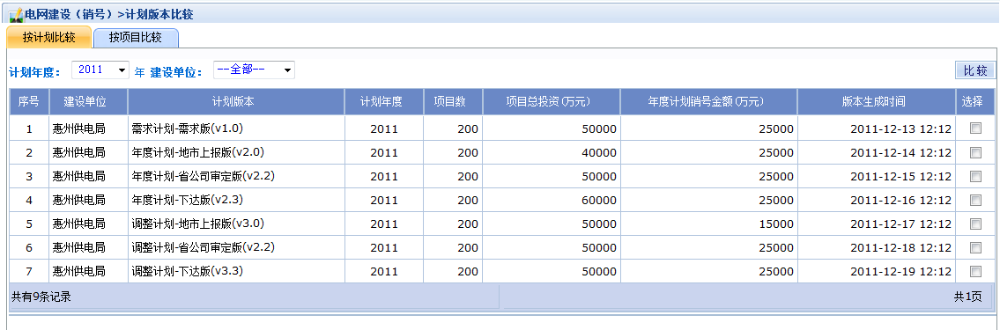 电网建设（销号）>计划版本比较
按计划比较 按项目比较
计划年度： 2011 年 建设单位： --全部-- 比 较
序号 建设单位 计划版本 计划年度 项目数 项目总投资(万元) 年度计划销号金额(万元) 版本生成时间 选择
1 惠州供电局 需求计划-需求版(v1.0) 2011 200 50000 25000 2011-12-13 12:12
2 惠州供电局 年度计划-地市上报版(v2.0) 2011 200 40000 25000 2011-12-14 12:12
3 惠州供电局 年度计划-省公司审定版(v2.2) 2011 200 50000 25000 2011-12-15 12:12
4 惠州供电局 年度计划-下达版(v2.3) 2011 200 60000 25000 2011-12-16 12:12
5 惠州供电局 调整计划-地市上报版(v3.0) 2011 200 50000 15000 2011-12-17 12:12
6 惠州供电局 调整计划-省公司审定版(v2.2) 2011 200 50000 25000 2011-12-18 12:12
7 惠州供电局 调整计划-下达版(v3.3) 2011 200 50000 25000 2011-12-19 12:12
共有9条记录 共1页